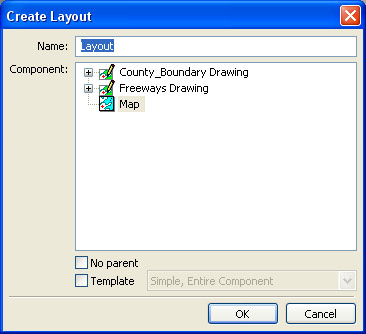 Create Layout
Name: Layout
Component:
County_Boundary Drawing
Freeways Drawing
Map
No parent
Template Simple, Entire Component
OK Cancel